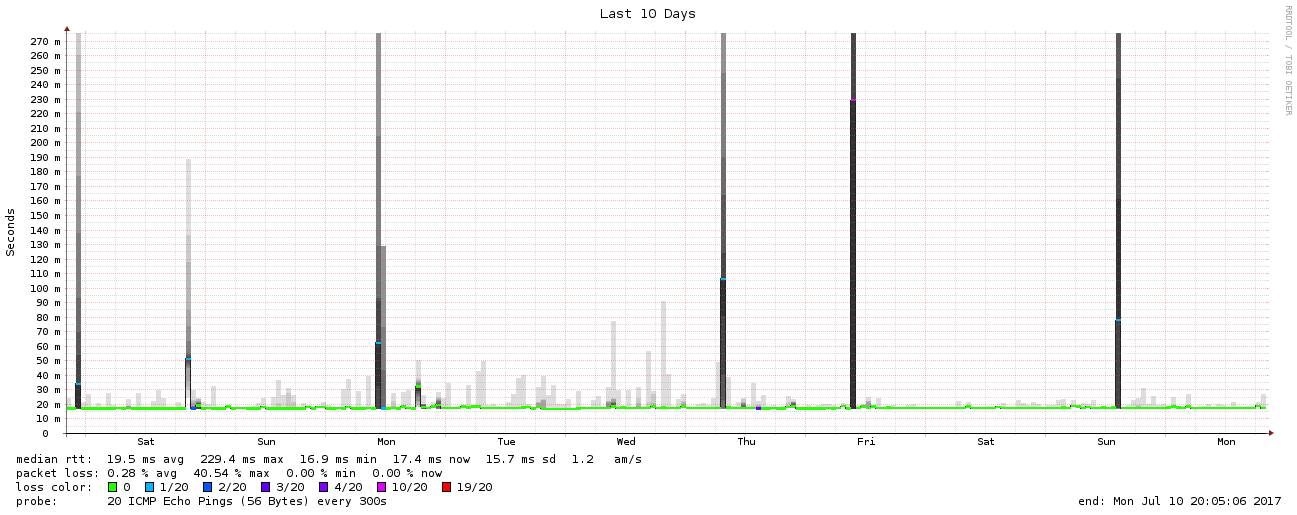 Last 10 Days
RRDTOOL / TOBI OETIKER
Seconds
270 m
260 m
250 m
240 m
230 m
220 m
210 m
200 m
190 m
180 m
170 m
160 m
150 m
140 m
130 m
120 m
110 m
100 m
90 m
80 m
70 m
60 m
50 m
40 m
30 m
20 m
10 m
0
Sat Sun Mon Tue Wed Thu Fri Sat Sun Mon
median rtt: 19.5 ms avg 229.4 ms max 16.9 ms min 17.4 ms now 15.7 ms sd 1.2 am/s
packet loss: 0.28 % avg 40.54 % max 0.00 % min 0.00 % now
loss color: 0 1/20 2/20 3/20 4/20 10/20 19/20
probe: 20 ICMP Echo Pings (56 Bytes) every 300s end: Mon Jul 10 20:05:06 2017